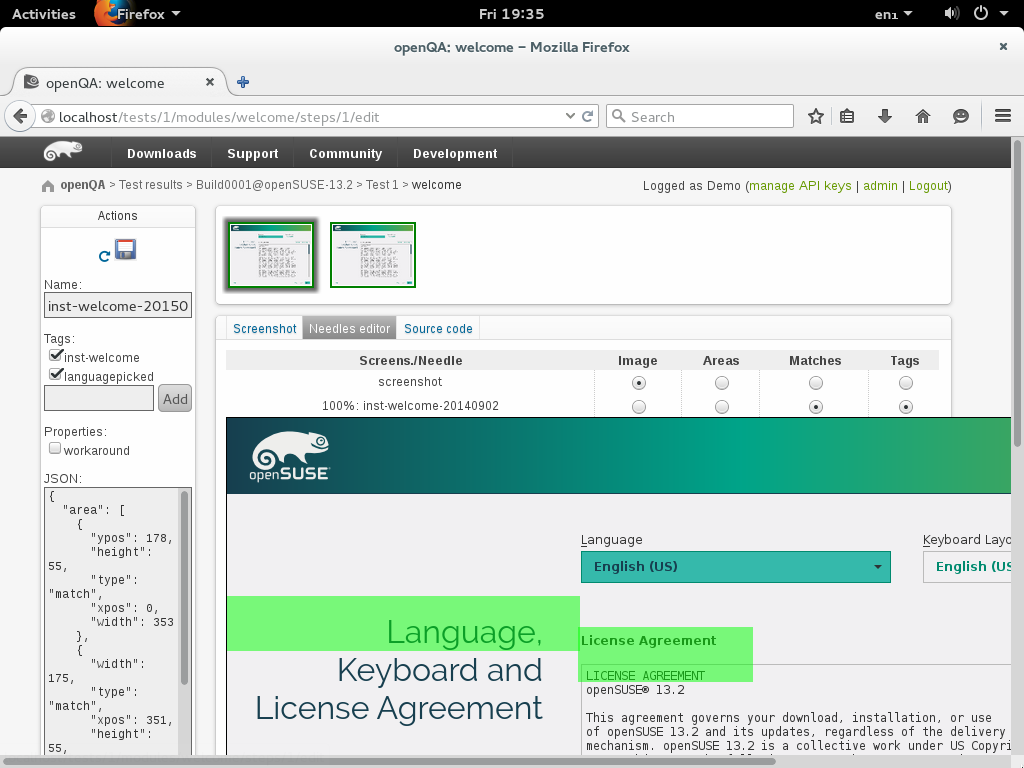 Activities Firefox Fri 19:35 en₁
openQA: welcome – Mozilla Firefox
openQA: welcome
localhost/tests/1/modules/welcome/steps/1/edit Search
Downloads Support Community Development
openQA > Test results > Build0001@openSUSE-13.2 > Test 1 > welcome Logged as Demo (manage API keys | admin | Logout)
Actions
Name:
inst-welcome-20150
Tags:
inst-welcome
languagepicked
Add
Properties:
workaround
JSON:
{
"area": [
{
"ypos": 178,
"height":
55,
"type":
"match",
"xpos": 0,
"width": 353
},
{
"width":
175,
"type":
"match",
"xpos": 351,
"height":
55,
Screenshot Needles editor Source code
Screens./Needle Image Areas Matches Tags
screenshot
100%: inst-welcome-20140902
openSUSE
Language Keyboard Layo
English (US) English (US
Language,
Keyboard and
License Agreement
License Agreement
LICENSE AGREEMENT
openSUSE® 13.2
This agreement governs your download, installation, or use
of openSUSE 13.2 and its updates, regardless of the delivery
mechanism. openSUSE 13.2 is a collective work under US Copyri